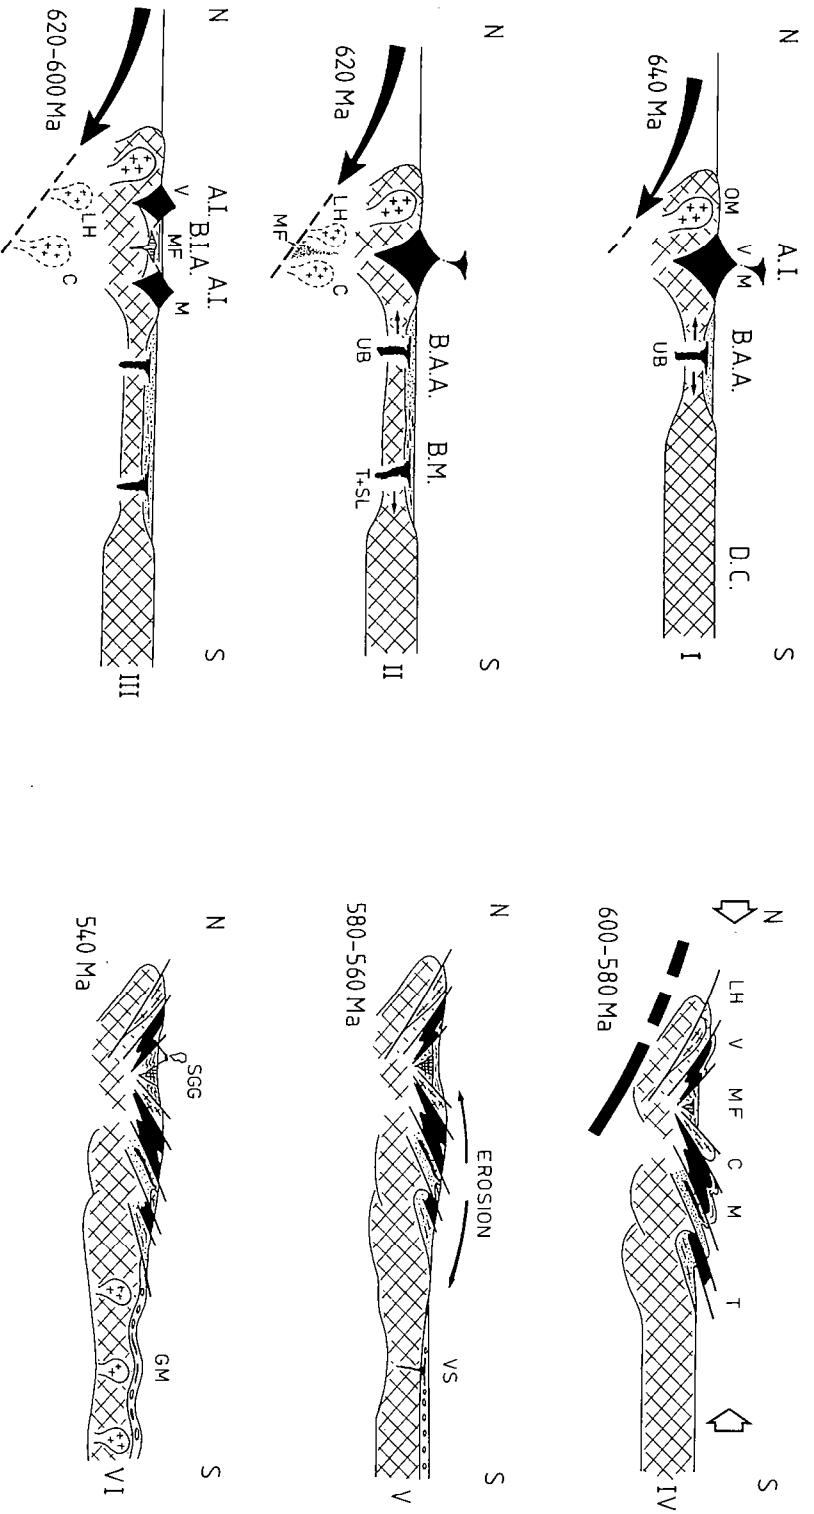 N S
A.I. B.A.A. D.C.
OM V M UB
640 Ma
I
N S
B.A.A. B.M.
LH MF C UB T+SL
620 Ma
II
N S
A.I. B.I.A. A.I.
V MF M
LH C
620-600 Ma
III
N S
LH V MF C M T
600-580 Ma
IV
N S
EROSION
VS
580-560 Ma
V
N S
SGG GM
540 Ma
VI